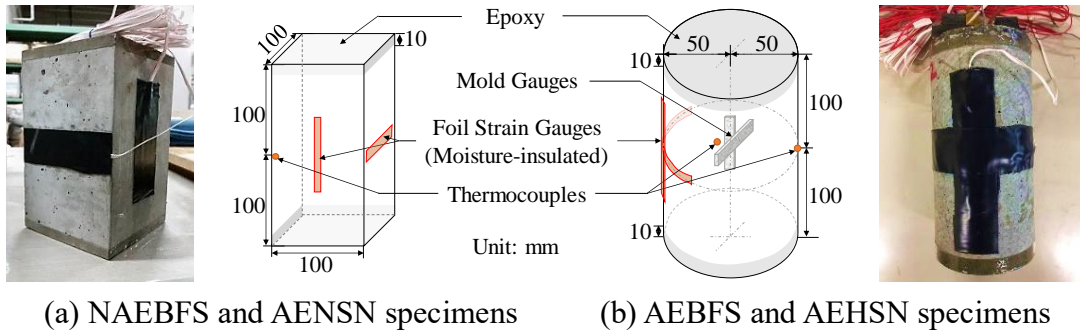 Epoxy
100
10
100
100
100
Mold Gauges
Foil Strain Gauges
(Moisture-insulated)
Thermocouples
Unit: mm
50 50
10
100
100
10
(a) NAEBFS and AENSN specimens
(b) AEBFS and AEHSN specimens